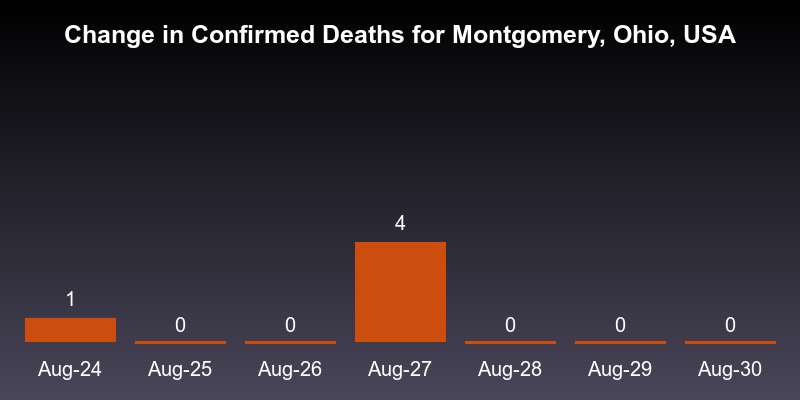 Change in Confirmed Deaths for Montgomery, Ohio, USA
1 0 0 4 0 0 0
Aug-24 Aug-25 Aug-26 Aug-27 Aug-28 Aug-29 Aug-30